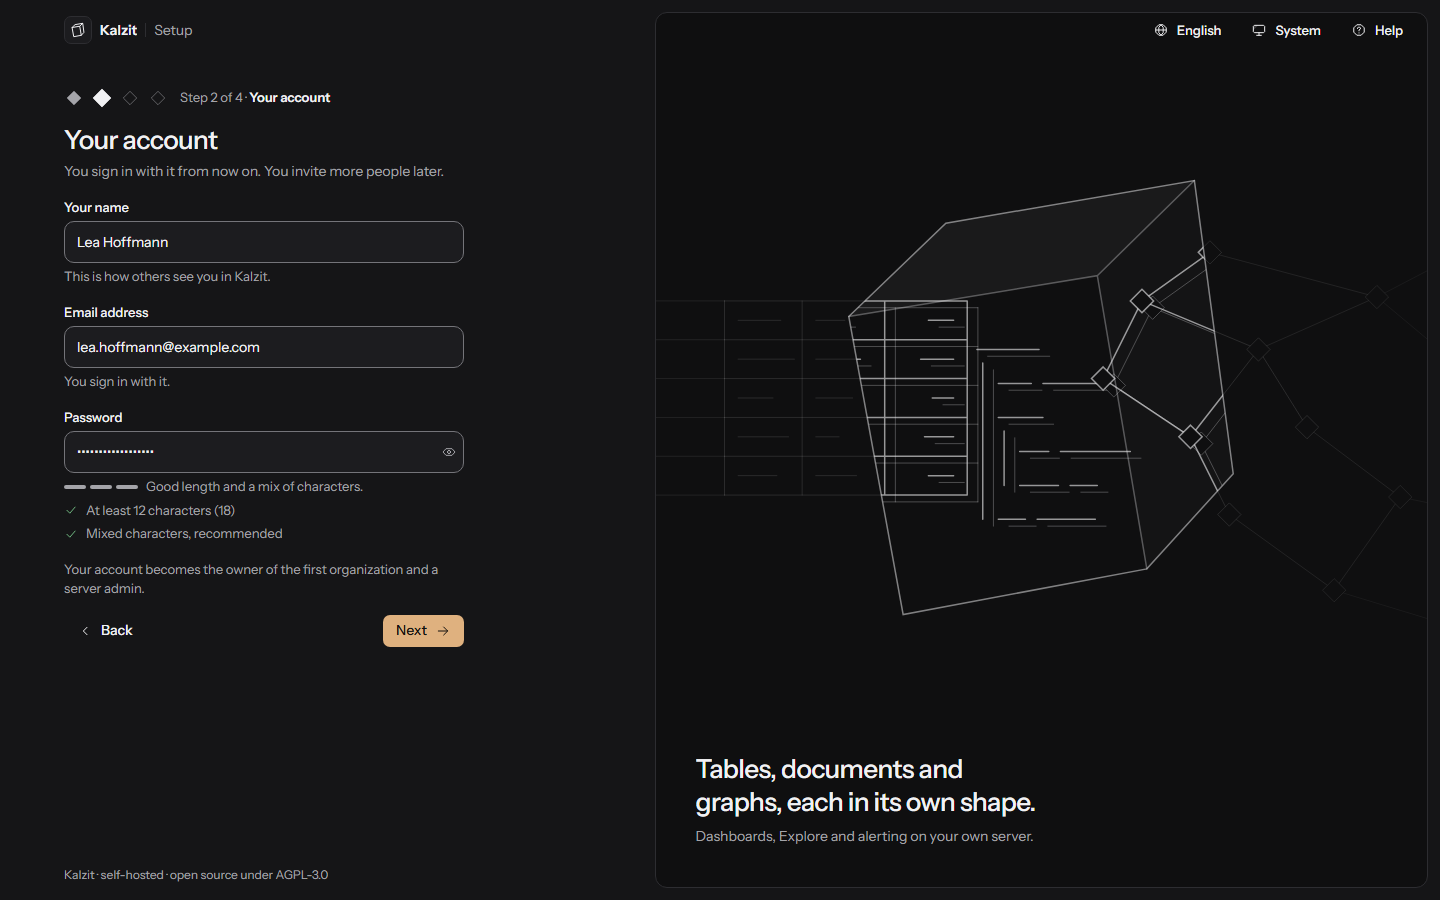 Kalzit
Setup
English
System
Help
Step 2 of 4 · Your account
Your account
You sign in with it from now on. You invite more people later.
Your name
Lea Hoffmann
This is how others see you in Kalzit.
Email address
lea.hoffmann@example.com
You sign in with it.
Password
••••••••••••••••••
Good length and a mix of characters.
At least 12 characters (18)
Mixed characters, recommended
Your account becomes the owner of the first organization and a
server admin.
Back
Next
Tables, documents and
graphs, each in its own shape.
Dashboards, Explore and alerting on your own server.
Kalzit · self-hosted · open source under AGPL-3.0